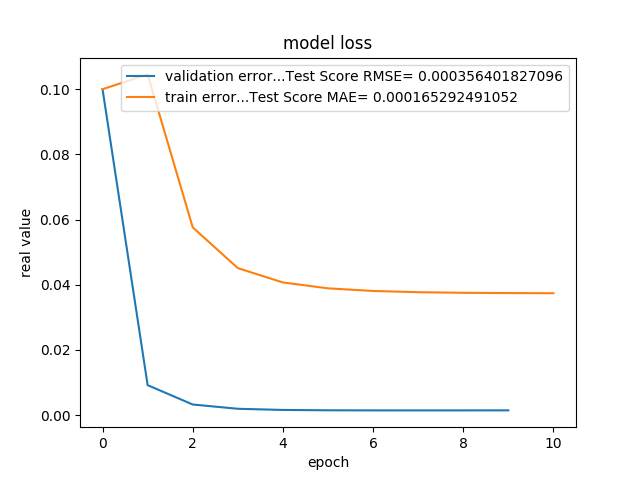 model loss
validation error...Test Score RMSE= 0.000356401827096
train error...Test Score MAE= 0.000165292491052
0.10
0.08
0.06
0.04
0.02
0.00
real value
0 2 4 6 8 10
epoch